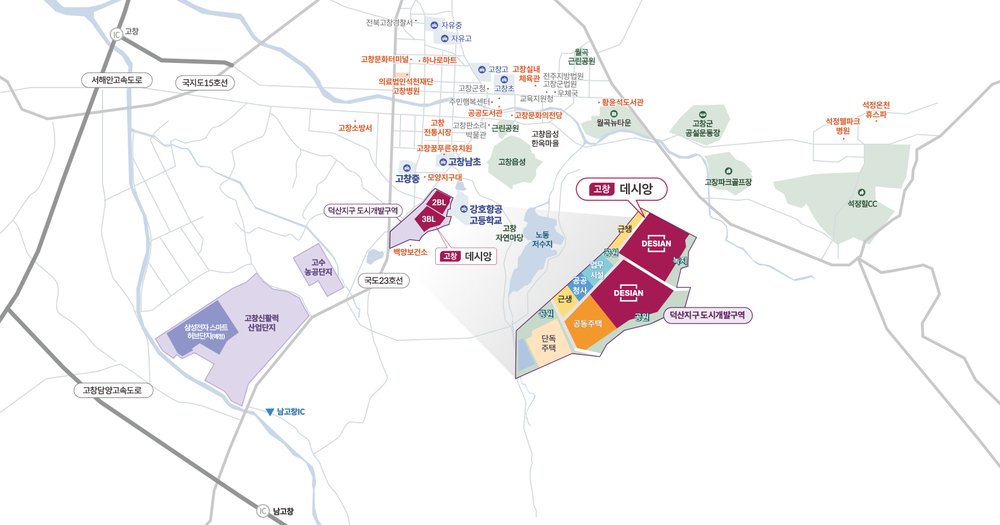 전북고창경찰서
자유중
자유고
IC
고창
서해안고속도로
국지도15호선
고창문화터미널
하나로마트
의료법인석천재단
고창병원
고창고
고창초
고창실내
체육관
월곡
근린공원
전주지방법원
고창군법원
우체국
고창군청
교육지원청
주민행복센터
공공도서관
고창문화의전당
황윤석도서관
월곡뉴타운
고창군
공설운동장
석정온천
휴스파
석정웰파크
병원
고창소방서
고창
전통시장
고창판소리
박물관
근린공원
고창읍성
한옥마을
고창꿈푸른유치원
고창남초
고창중
모양지구대
고창읍성
고창파크골프장
석정힐CC
덕산지구 도시개발구역
2BL
3BL
강호항공
고등학교
고창
자연마당
노동
저수지
백양보건소
고창 데시앙
고창 데시앙
근생
DESIAN
공원
녹지
업무
시설
공공
청사
DESIAN
근생
공원
공원
공동주택
단독
주택
덕산지구 도시개발구역
고수
농공단지
국도23호선
고창신활력
산업단지
삼성전자 스마트
허브단지(예정)
고창담양고속도로
남고창IC
IC
남고창